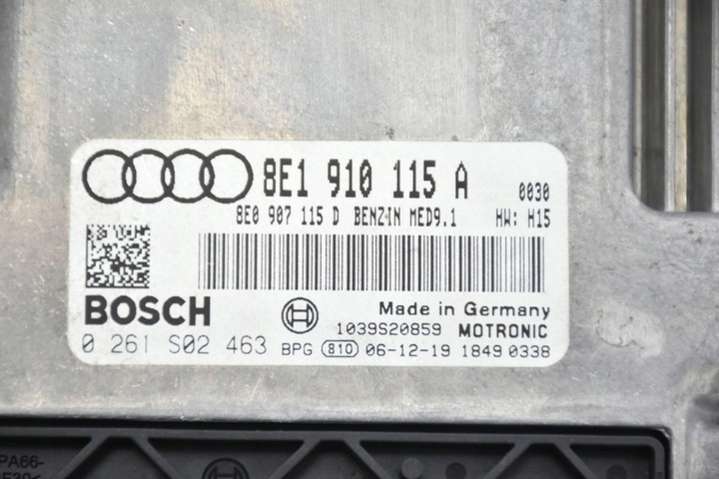 8E1 910 115 A 0030
8E0 907 115 D BENZIN MED9.1 HW: H15
BOSCH
Made in Germany
1039S20859 MOTRONIC
0 261 S02 463 BPG 810 06-12-19 1849 0338
PA66-